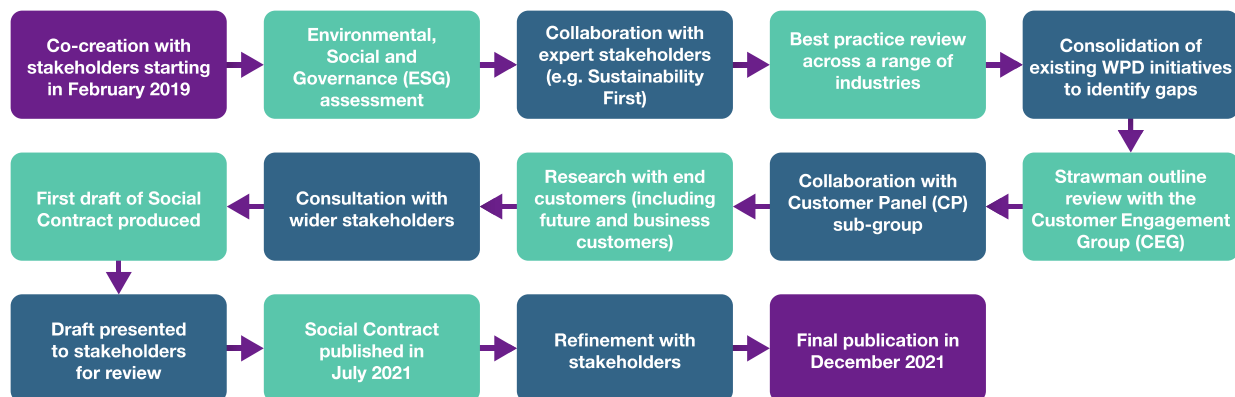 Co-creation with
stakeholders starting
in February 2019
Environmental,
Social and
Governance (ESG)
assessment
Collaboration with
expert stakeholders
(e.g. Sustainability
First)
Best practice review
across a range of
industries
Consolidation of
existing WPD initiatives
to identify gaps
Strawman outline
review with the
Customer Engagement
Group (CEG)
Collaboration with
Customer Panel (CP)
sub-group
Research with end
customers (including
future and business
customers)
Consultation with
wider stakeholders
First draft of Social
Contract produced
Draft presented
to stakeholders
for review
Social Contract
published in
July 2021
Refinement with
stakeholders
Final publication in
December 2021